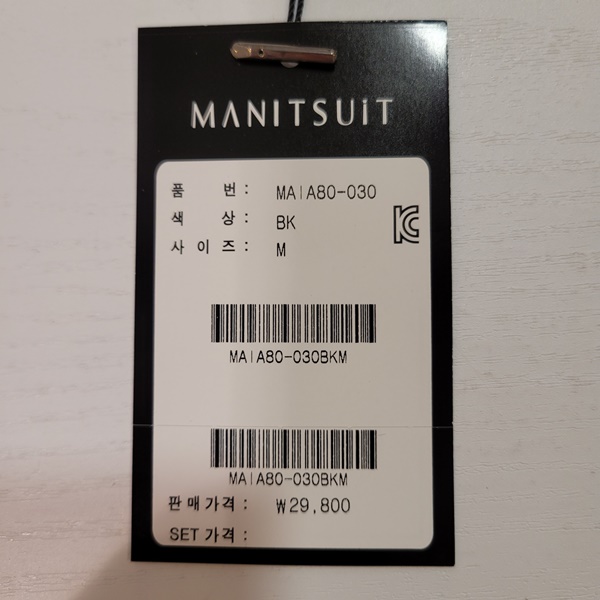 MANITSUIT
품 번 : MAIA80-030
색 상 : BK
사 이 즈 : M
KC
MAIA80-030BKM
MAIA80-030BKM
판 매 가 격 : ₩29,800
SET 가격 :